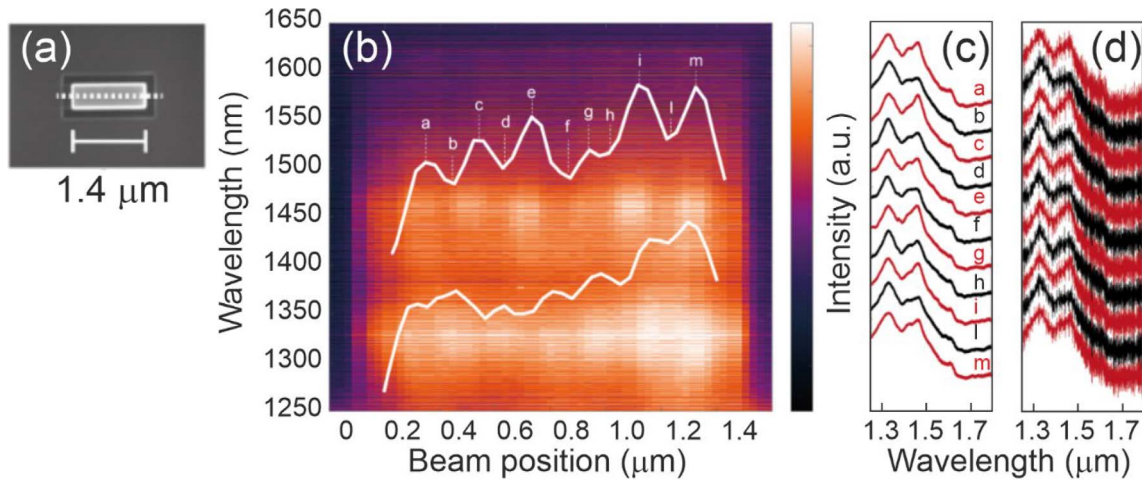 (a)
1.4 μm
(b)
Wavelength (nm)
1650
1600
1550
1500
1450
1400
1350
1300
1250
a
b
c
d
e
f
g
h
i
l
m
0 0.2 0.4 0.6 0.8 1.0 1.2 1.4
Beam position (μm)
Intensity (a.u.)
(c)
a
b
c
d
e
f
g
h
i
l
m
1.3 1.5 1.7
(d)
1.3 1.5 1.7
Wavelength (μm)